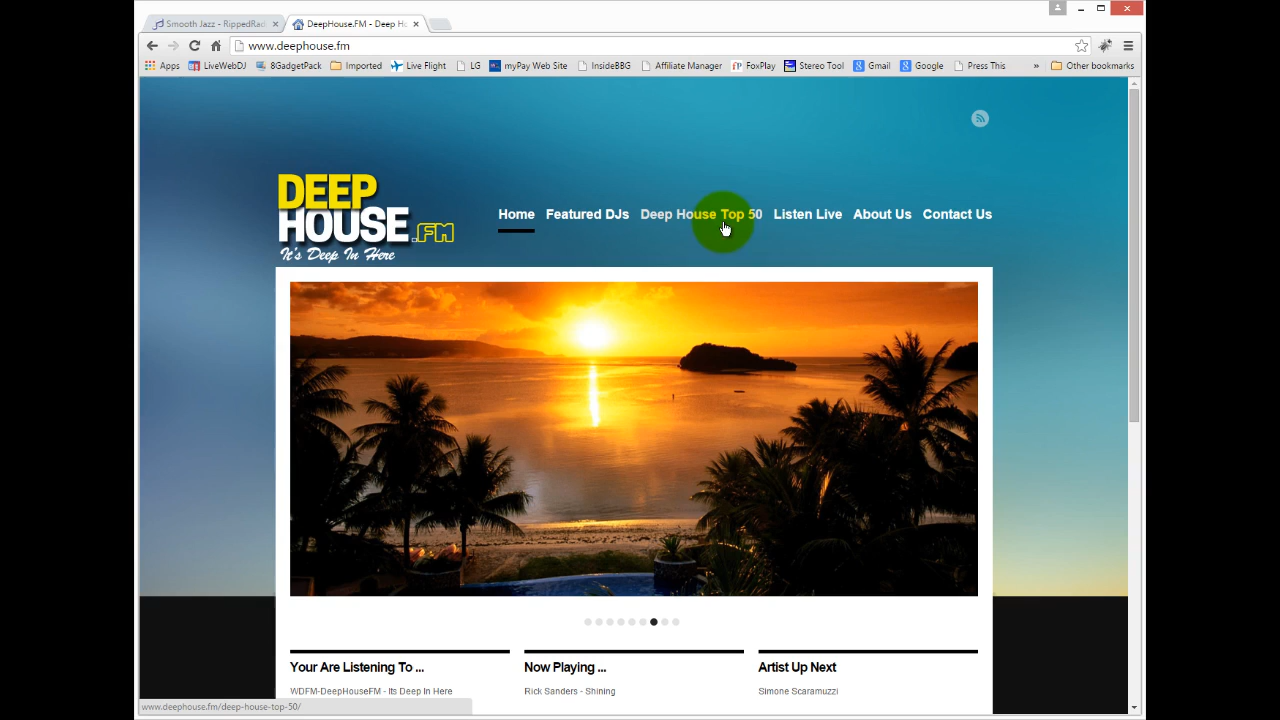 Smooth Jazz - RippedRad
DeepHouse.FM - Deep Ho
www.deephouse.fm
Apps LiveWebDJ 8GadgetPack Imported Live Flight LG myPay Web Site InsideBBG Affiliate Manager FoxPlay Stereo Tool Gmail Google Press This » Other bookmarks
DEEP
HOUSE.FM
It's Deep In Here
Home Featured DJs Deep House Top 50 Listen Live About Us Contact Us
Your Are Listening To ... Now Playing ... Artist Up Next
WDFM-DeepHouseFM - Its Deep In Here Rick Sanders - Shining Simone Scaramuzzi
www.deephouse.fm/deep-house-top-50/